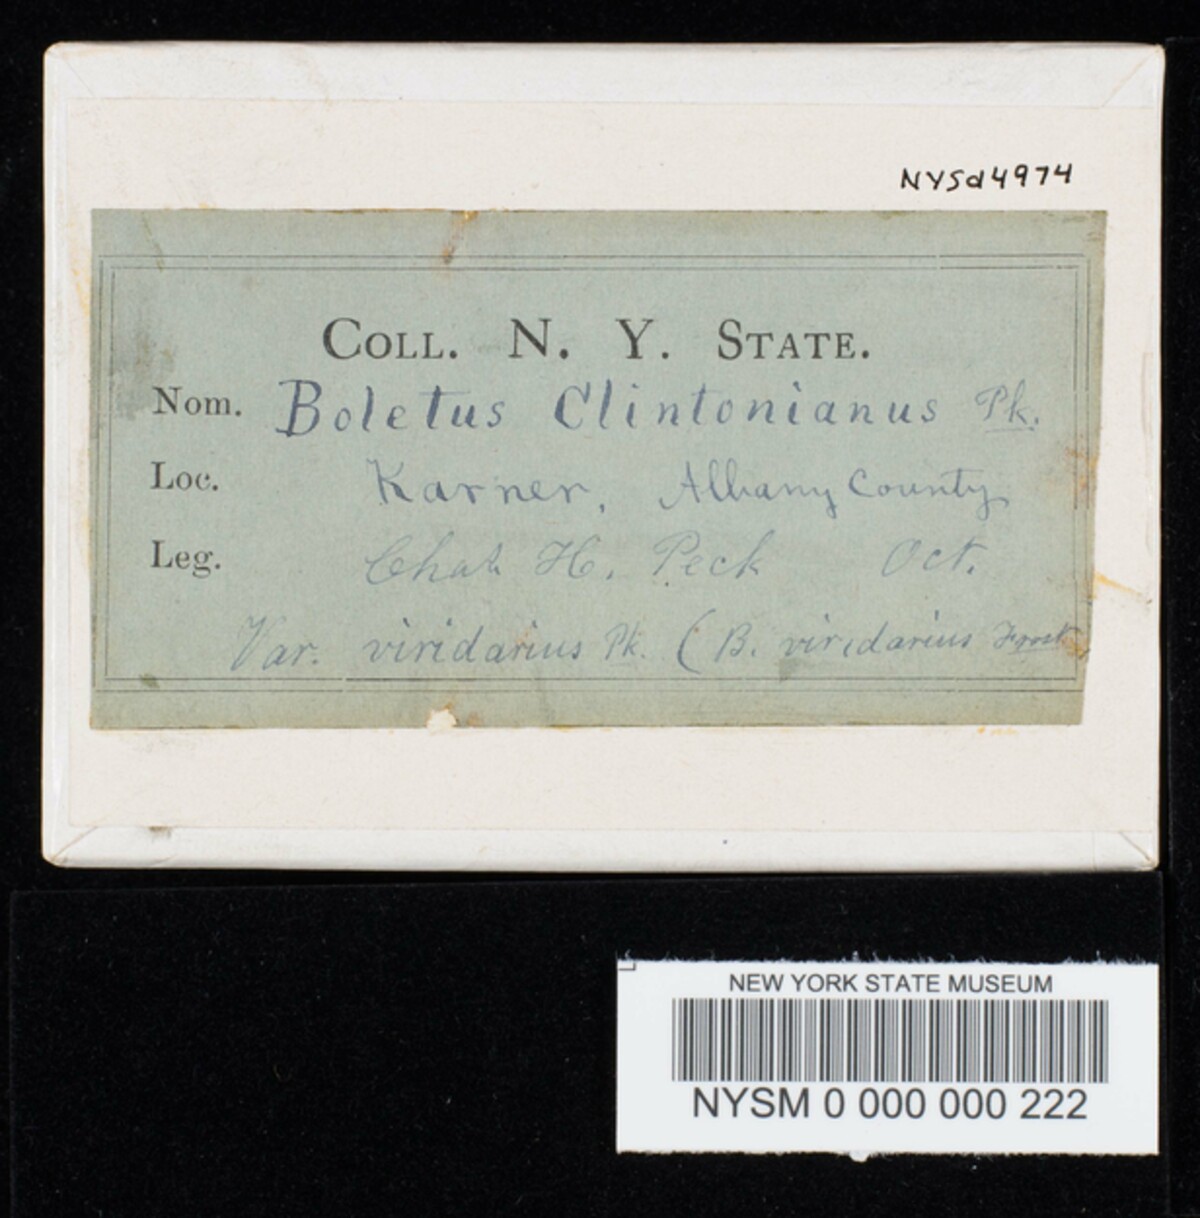 NYSd4974
COLL. N. Y. STATE.
Nom. Boletus Clintonianus Pk.
Loc. Karner, Albany County
Leg. Chas. H. Peck Oct.
Var. viridarius Pk. (B. viridarius Frost
NEW YORK STATE MUSEUM
NYSM 0 000 000 222